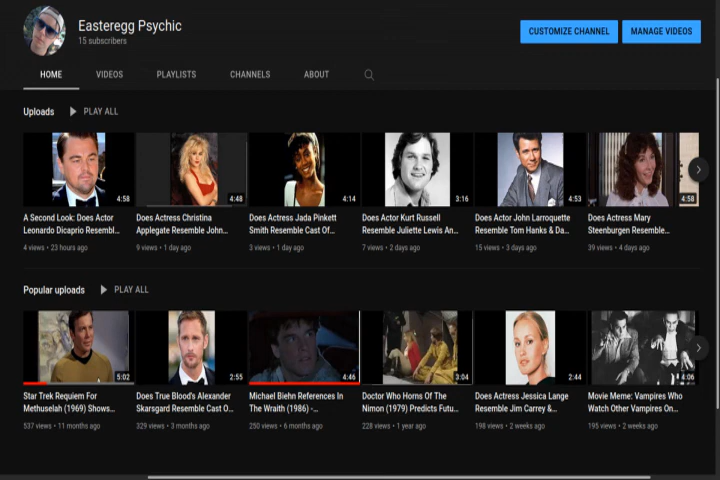 Easteregg Psychic
15 subscribers
CUSTOMIZE CHANNEL
MANAGE VIDEOS
HOME
VIDEOS
PLAYLISTS
CHANNELS
ABOUT
Uploads
PLAY ALL
4:58
4:48
4:14
3:16
4:53
4:58
A Second Look: Does Actor
Leonardo Dicaprio Resembl...
4 views • 23 hours ago
Does Actress Christina
Applegate Resemble John...
9 views • 1 day ago
Does Actress Jada Pinkett
Smith Resemble Cast Of...
3 views • 1 day ago
Does Actor Kurt Russell
Resemble Juliette Lewis An...
7 views • 2 days ago
Does Actor John Larroquette
Resemble Tom Hanks & Da...
15 views • 3 days ago
Does Actress Mary
Steenburgen Resemble...
39 views • 4 days ago
Popular uploads
PLAY ALL
5:02
2:55
4:46
3:04
2:44
4:06
Star Trek Requiem For
Methuselah (1969) Shows...
537 views • 11 months ago
Does True Blood's Alexander
Skarsgard Resemble Cast O...
329 views • 3 months ago
Michael Biehn References In
The Wraith (1986) -...
250 views • 6 months ago
Doctor Who Horns Of The
Nimon (1979) Predicts Futu...
228 views • 1 year ago
Does Actress Jessica Lange
Resemble Jim Carrey &...
198 views • 2 weeks ago
Movie Meme: Vampires Who
Watch Other Vampires On...
195 views • 2 weeks ago